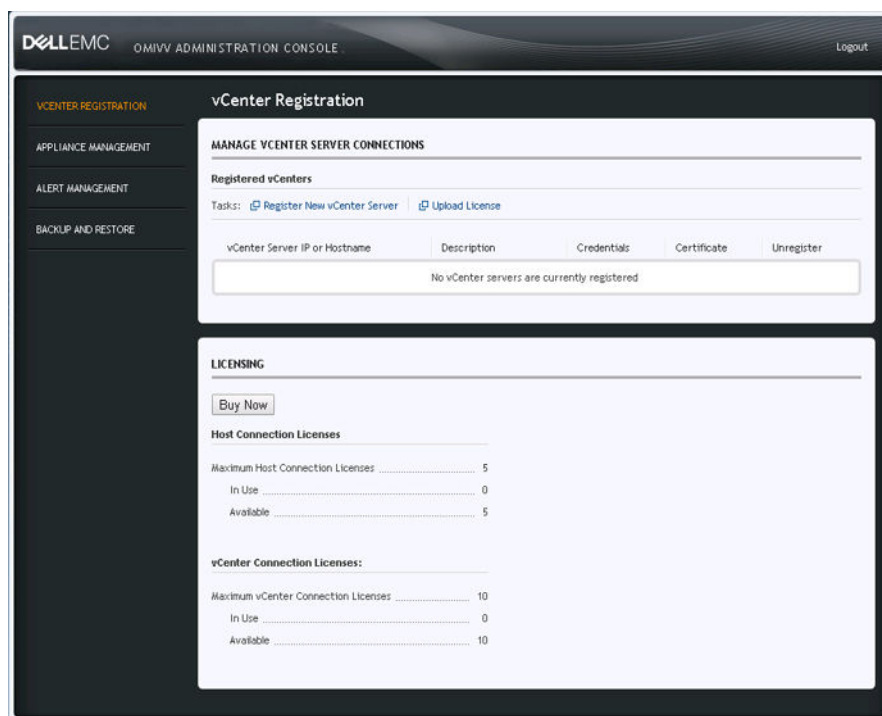 DELLEMC OMIVV ADMINISTRATION CONSOLE
Logout
VCENTER REGISTRATION
APPLIANCE MANAGEMENT
ALERT MANAGEMENT
BACKUP AND RESTORE
vCenter Registration
MANAGE VCENTER SERVER CONNECTIONS
Registered vCenters
Tasks: Register New vCenter Server Upload License
vCenter Server IP or Hostname Description Credentials Certificate Unregister
No vCenter servers are currently registered
LICENSING
Buy Now
Host Connection Licenses
Maximum Host Connection Licenses 5
In Use 0
Available 5
vCenter Connection Licenses:
Maximum vCenter Connection Licenses 10
In Use 0
Available 10